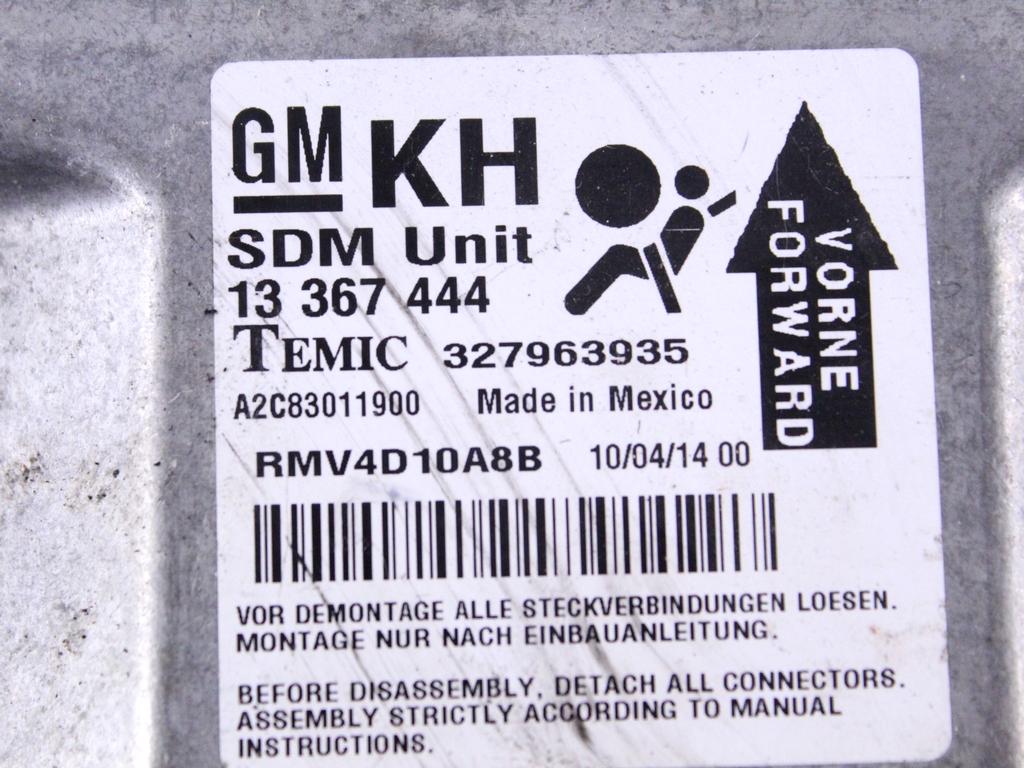 GM KH
SDM Unit
13 367 444
TEMIC 327963935
A2C83011900 Made in Mexico
RMV4D10A8B 10/04/14 00
VORNE
FORWARD
VOR DEMONTAGE ALLE STECKVERBINDUNGEN LOESEN.
MONTAGE NUR NACH EINBAUANLEITUNG.
BEFORE DISASSEMBLY, DETACH ALL CONNECTORS.
ASSEMBLY STRICTLY ACCORDING TO MANUAL
INSTRUCTIONS.